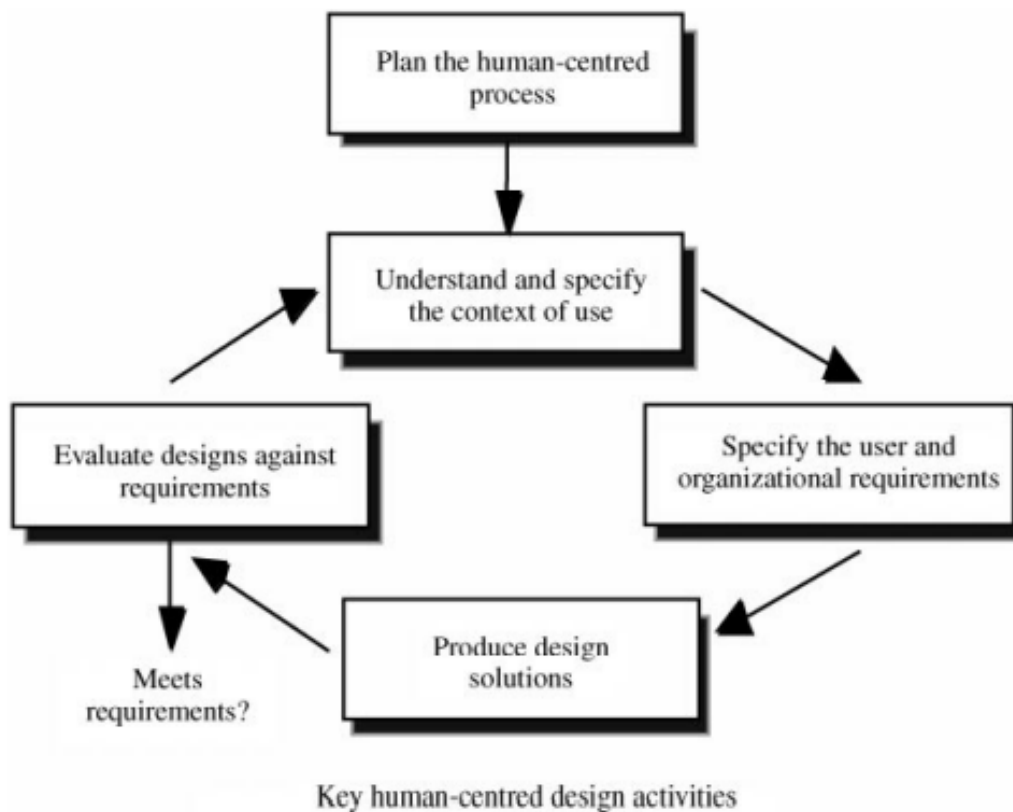 Plan the human-centred
process
Understand and specify
the context of use
Evaluate designs against
requirements
Specify the user and
organizational requirements
Produce design
solutions
Meets
requirements?
Key human-centred design activities